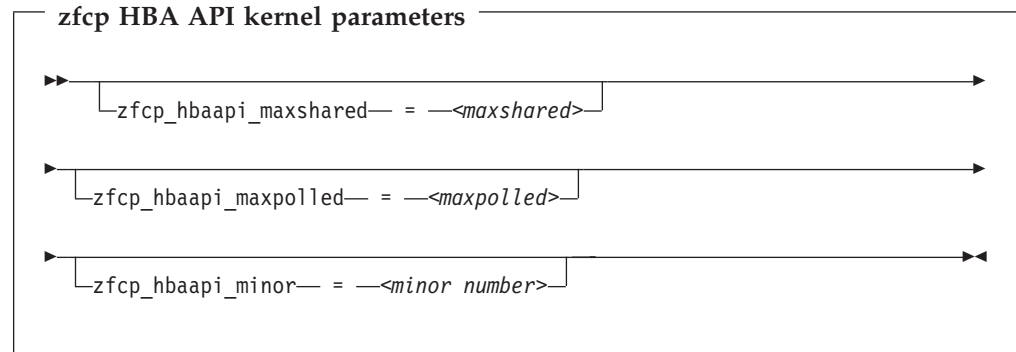 zfcp HBA API kernel parameters
zfcp_hbaapi_maxshared = <maxshared>
zfcp_hbaapi_maxpolled = <maxpolled>
zfcp_hbaapi_minor = <minor number>